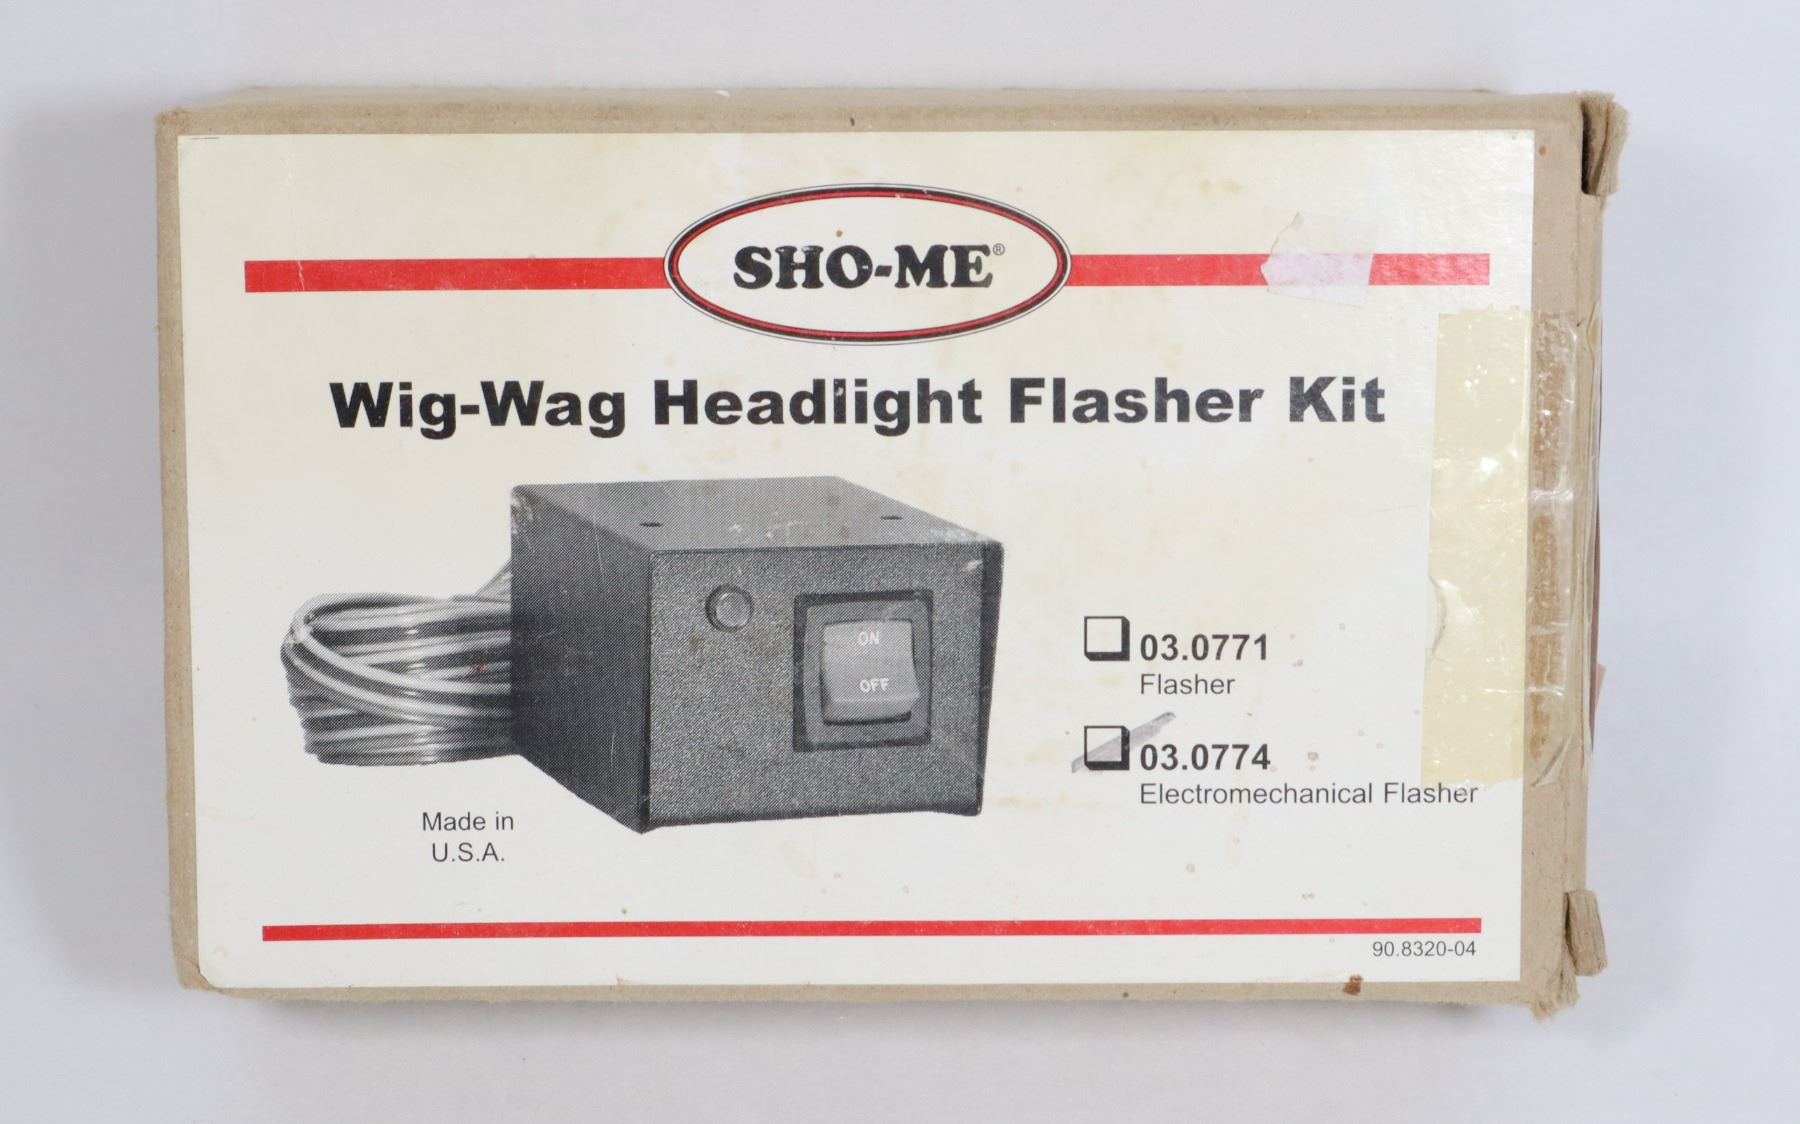 SHO-ME®
Wig-Wag Headlight Flasher Kit
ON
OFF
03.0771
Flasher
03.0774
Electromechanical Flasher
Made in
U.S.A.
90.8320-04